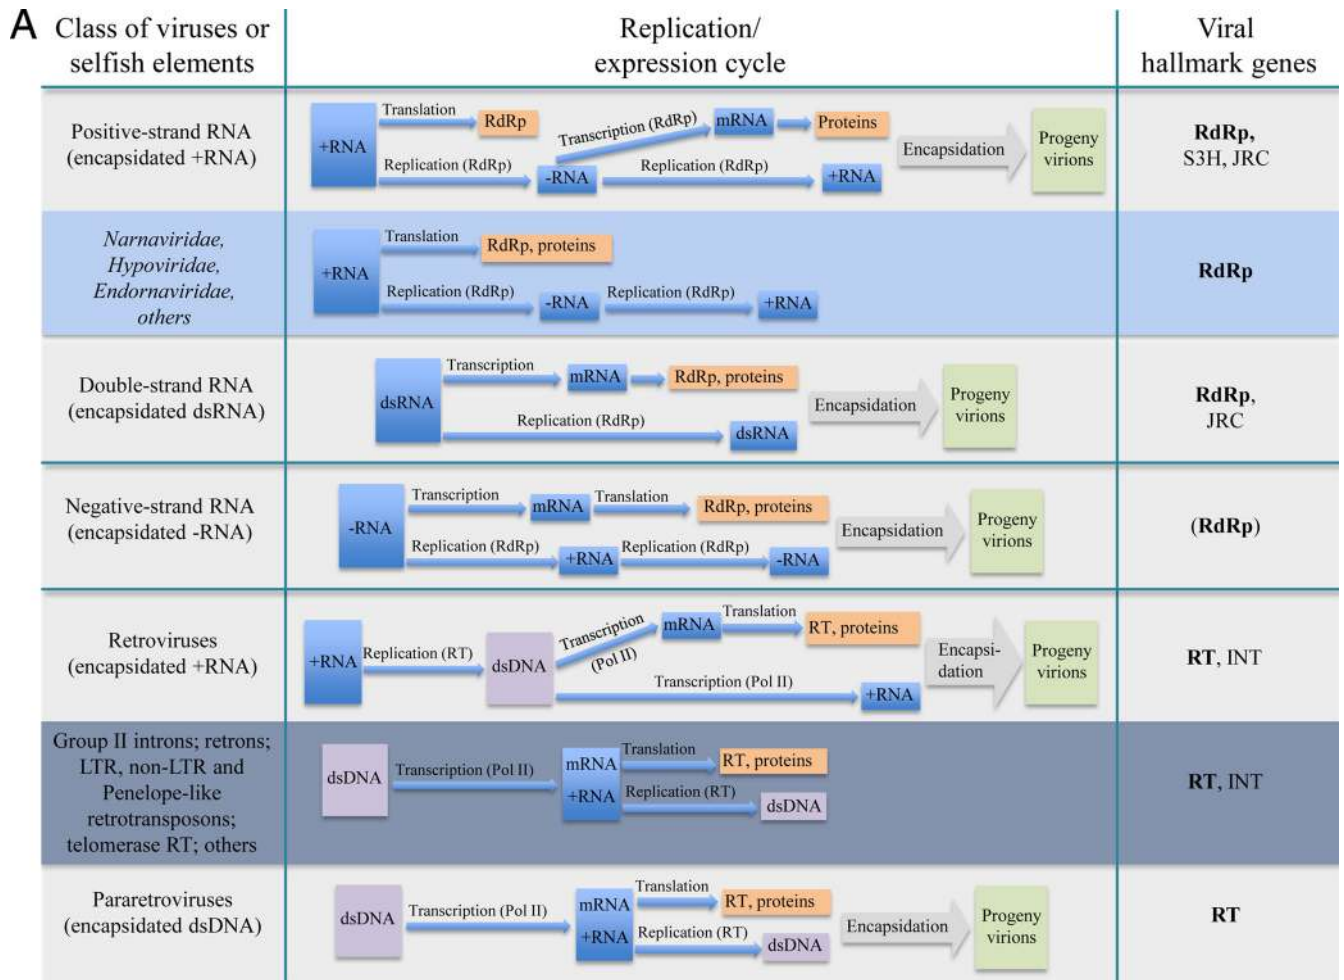 A
Class of viruses or
selfish elements
Replication/
expression cycle
Viral
hallmark genes
Positive-strand RNA
(encapsidated +RNA)
+RNA
Translation
RdRp
Replication (RdRp)
-RNA
Transcription (RdRp)
mRNA
Proteins
Replication (RdRp)
+RNA
Encapsidation
Progeny
virions
RdRp,
S3H, JRC
Narnaviridae,
Hypoviridae,
Endornaviridae,
others
+RNA
Translation
RdRp, proteins
Replication (RdRp)
-RNA
Replication (RdRp)
+RNA
RdRp
Double-strand RNA
(encapsidated dsRNA)
dsRNA
Transcription
mRNA
RdRp, proteins
Replication (RdRp)
dsRNA
Encapsidation
Progeny
virions
RdRp,
JRC
Negative-strand RNA
(encapsidated -RNA)
-RNA
Transcription
mRNA
Translation
RdRp, proteins
Replication (RdRp)
+RNA
Replication (RdRp)
-RNA
Encapsidation
Progeny
virions
(RdRp)
Retroviruses
(encapsidated +RNA)
+RNA
Replication (RT)
dsDNA
Transcription
(Pol II)
mRNA
Translation
RT, proteins
Transcription (Pol II)
+RNA
Encapsi-
dation
Progeny
virions
RT, INT
Group II introns; retrons;
LTR, non-LTR and
Penelope-like
retrotransposons;
telomerase RT; others
dsDNA
Transcription (Pol II)
mRNA
+RNA
Translation
RT, proteins
Replication (RT)
dsDNA
RT, INT
Pararetroviruses
(encapsidated dsDNA)
dsDNA
Transcription (Pol II)
mRNA
+RNA
Translation
RT, proteins
Replication (RT)
dsDNA
Encapsidation
Progeny
virions
RT